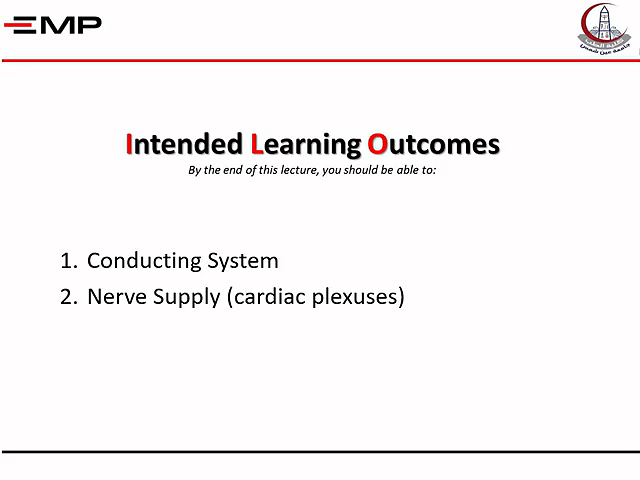 EMP
Intended Learning Outcomes
By the end of this lecture, you should be able to:
1. Conducting System
2. Nerve Supply (cardiac plexuses)